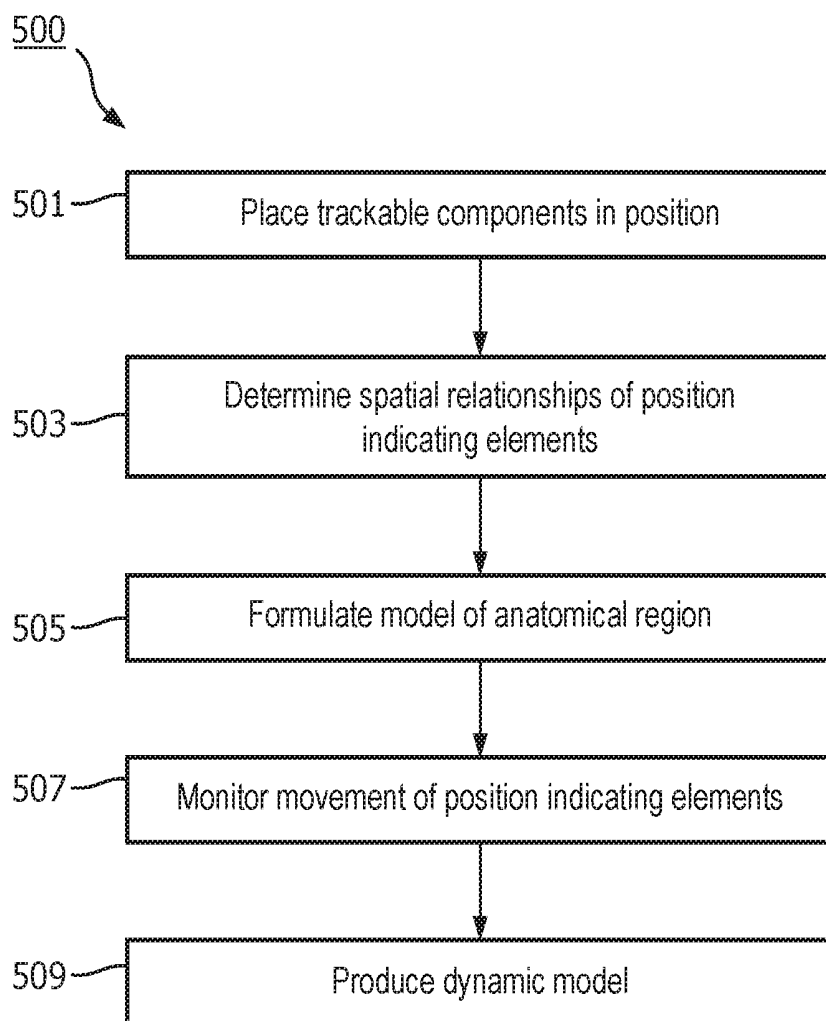 500
501
Place trackable components in position
503
Determine spatial relationships of position
indicating elements
505
Formulate model of anatomical region
507
Monitor movement of position indicating elements
509
Produce dynamic model